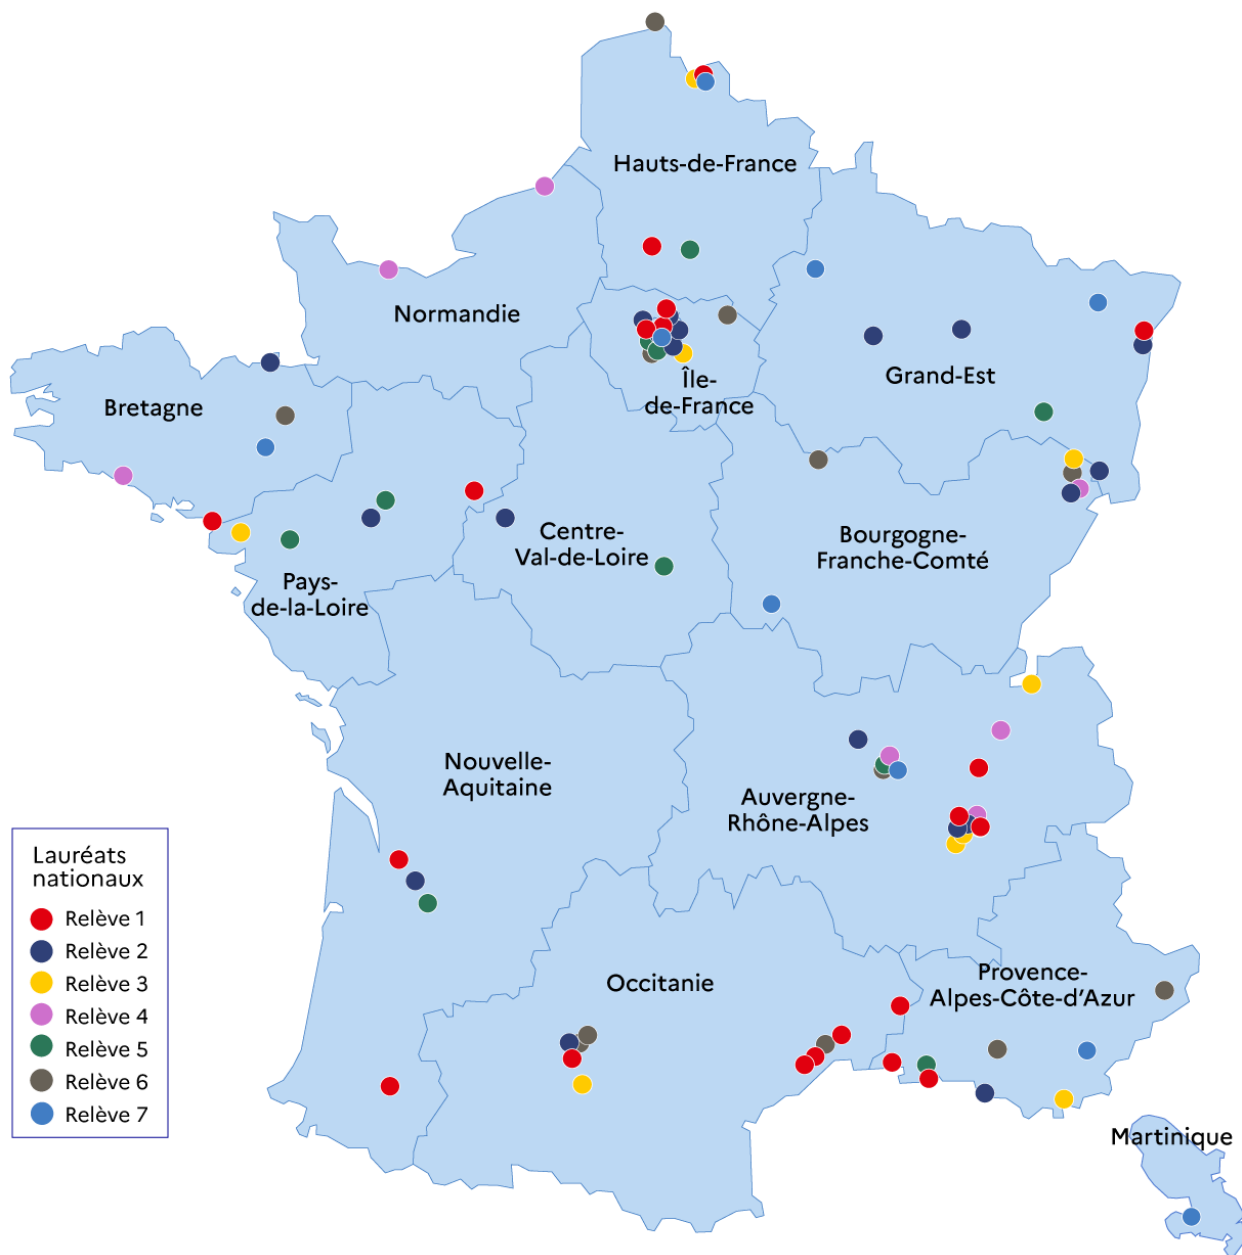 Hauts-de-France
Normandie
Île-
de-France
Grand-Est
Bretagne
Centre-
Val-de-Loire
Bourgogne-
Franche-Comté
Pays-
de-la-Loire
Nouvelle-
Aquitaine
Auvergne-
Rhône-Alpes
Occitanie
Provence-
Alpes-Côte-d'Azur
Martinique
Lauréats
nationaux
Relève 1
Relève 2
Relève 3
Relève 4
Relève 5
Relève 6
Relève 7